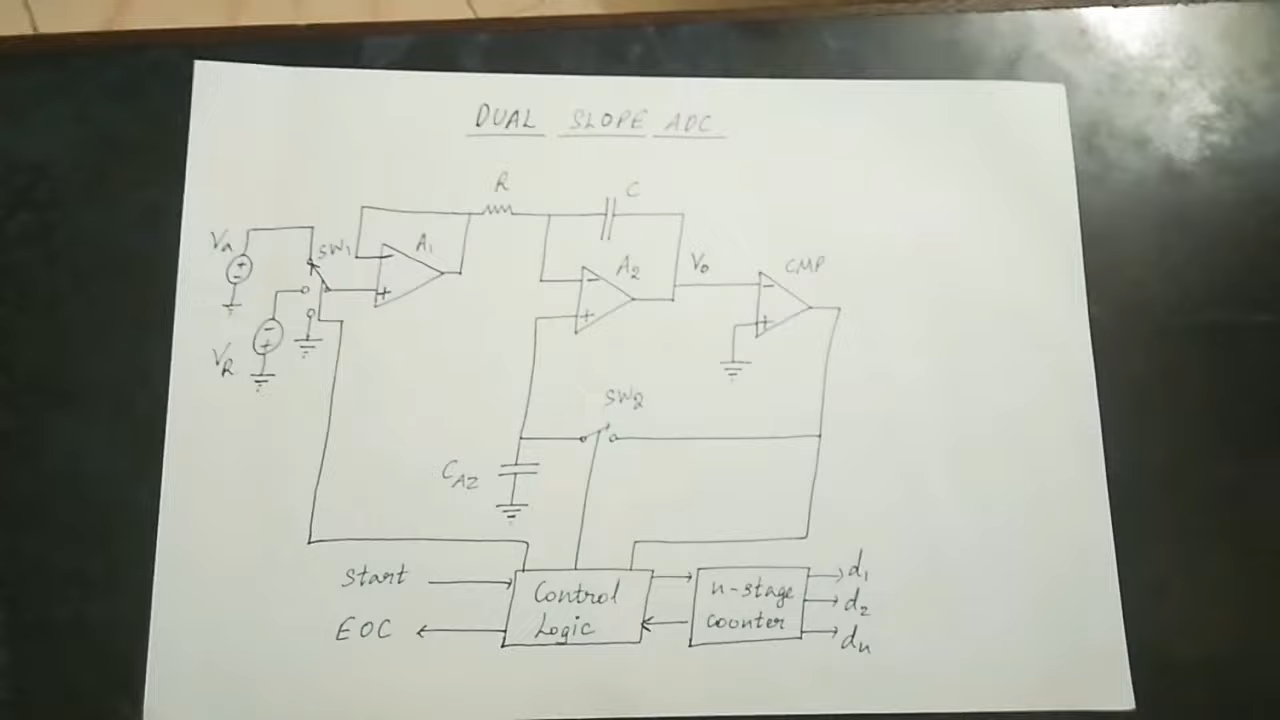 DUAL SLOPE ADC
R
C
Va
SW1
A1
A2
Vo
CMP
VR
SW2
CAZ
Start
EOC
Control
Logic
n-stage
counter
d1
d2
dn